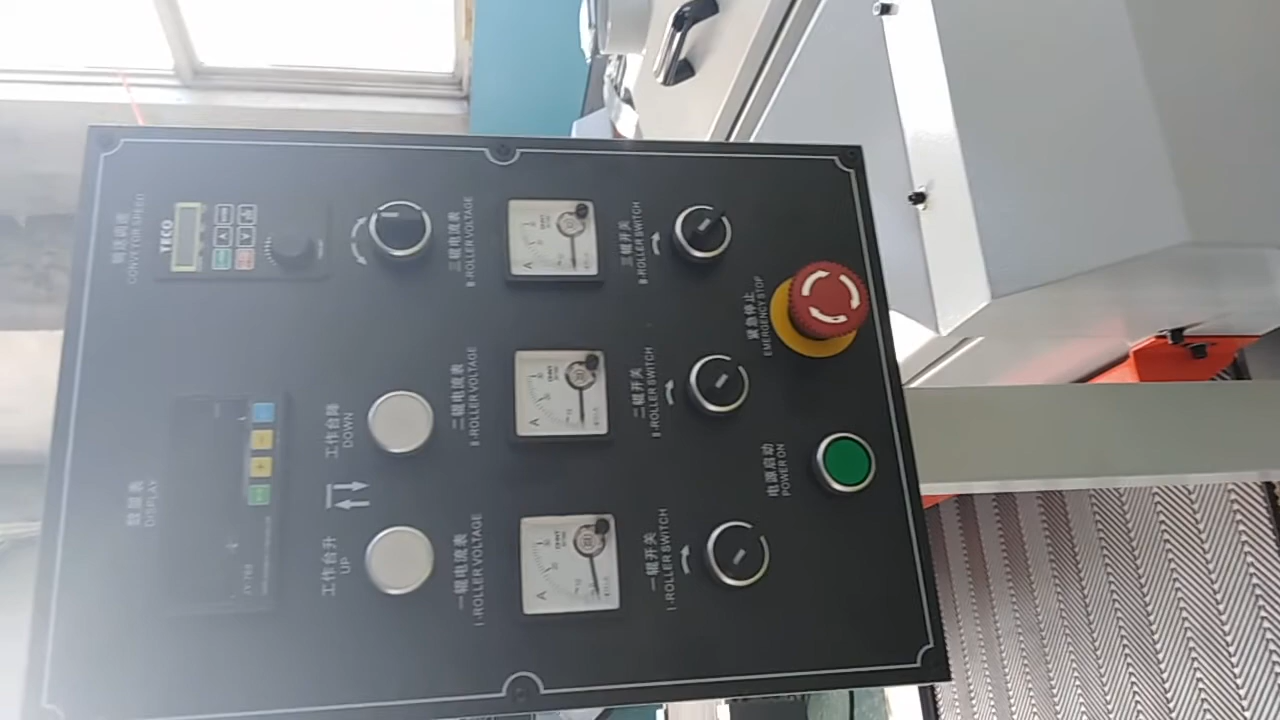 数显表
DISPLAY
输送调速
CONVEYOR SPEED
TECO
工作台升
UP
工作台降
DOWN
一辊电流表
I-ROLLER VOLTAGE
二辊电流表
II-ROLLER VOLTAGE
三辊电流表
III-ROLLER VOLTAGE
A
A
A
一辊开关
I-ROLLER SWITCH
二辊开关
II-ROLLER SWITCH
三辊开关
III-ROLLER SWITCH
电源启动
POWER ON
紧急停止
EMERGENCY STOP